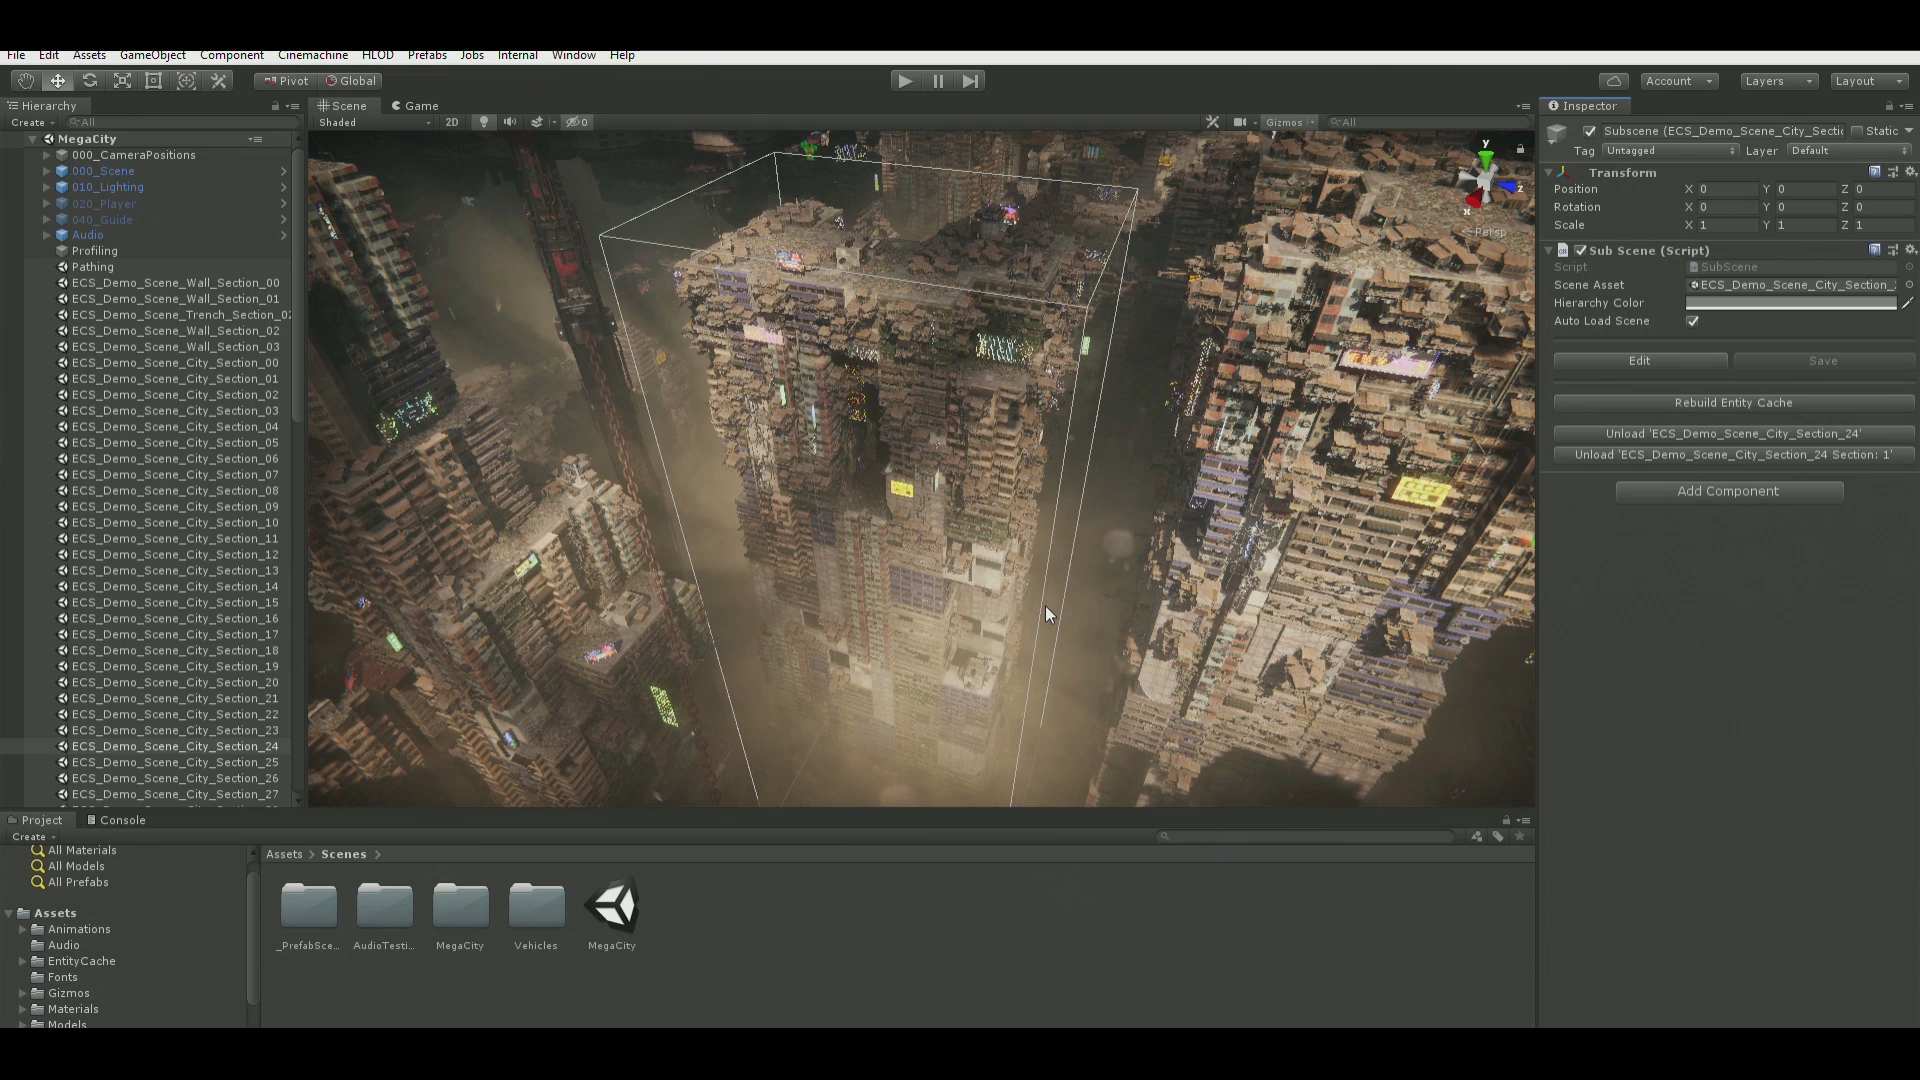 File Edit Assets GameObject Component Cinemachine HLOD Prefabs Jobs Internal Window Help
Pivot Global
Account Layers Layout
Hierarchy
Create All
MegaCity
000_CameraPositions
000_Scene
010_Lighting
020_Player
040_Guide
Audio
Profiling
Pathing
ECS_Demo_Scene_Wall_Section_00
ECS_Demo_Scene_Wall_Section_01
ECS_Demo_Scene_Trench_Section_02
ECS_Demo_Scene_Wall_Section_02
ECS_Demo_Scene_Wall_Section_03
ECS_Demo_Scene_City_Section_00
ECS_Demo_Scene_City_Section_01
ECS_Demo_Scene_City_Section_02
ECS_Demo_Scene_City_Section_03
ECS_Demo_Scene_City_Section_04
ECS_Demo_Scene_City_Section_05
ECS_Demo_Scene_City_Section_06
ECS_Demo_Scene_City_Section_07
ECS_Demo_Scene_City_Section_08
ECS_Demo_Scene_City_Section_09
ECS_Demo_Scene_City_Section_10
ECS_Demo_Scene_City_Section_11
ECS_Demo_Scene_City_Section_12
ECS_Demo_Scene_City_Section_13
ECS_Demo_Scene_City_Section_14
ECS_Demo_Scene_City_Section_15
ECS_Demo_Scene_City_Section_16
ECS_Demo_Scene_City_Section_17
ECS_Demo_Scene_City_Section_18
ECS_Demo_Scene_City_Section_19
ECS_Demo_Scene_City_Section_20
ECS_Demo_Scene_City_Section_21
ECS_Demo_Scene_City_Section_22
ECS_Demo_Scene_City_Section_23
ECS_Demo_Scene_City_Section_24
ECS_Demo_Scene_City_Section_25
ECS_Demo_Scene_City_Section_26
ECS_Demo_Scene_City_Section_27
Scene Game
Shaded 2D 0 Gizmos All
y
z
x
Persp
Inspector
Subscene (ECS_Demo_Scene_City_Sectio Static
Tag Untagged Layer Default
Transform
Position X 0 Y 0 Z 0
Rotation X 0 Y 0 Z 0
Scale X 1 Y 1 Z 1
Sub Scene (Script)
Script SubScene
Scene Asset ECS_Demo_Scene_City_Section_
Hierarchy Color
Auto Load Scene
Edit Save
Rebuild Entity Cache
Unload 'ECS_Demo_Scene_City_Section_24'
Unload 'ECS_Demo_Scene_City_Section_24 Section: 1'
Add Component
Project Console
Create
All Materials
All Models
All Prefabs
Assets
Animations
Audio
EntityCache
Fonts
Gizmos
Materials
Models
Assets > Scenes >
_PrefabSce... AudioTesti... MegaCity Vehicles MegaCity